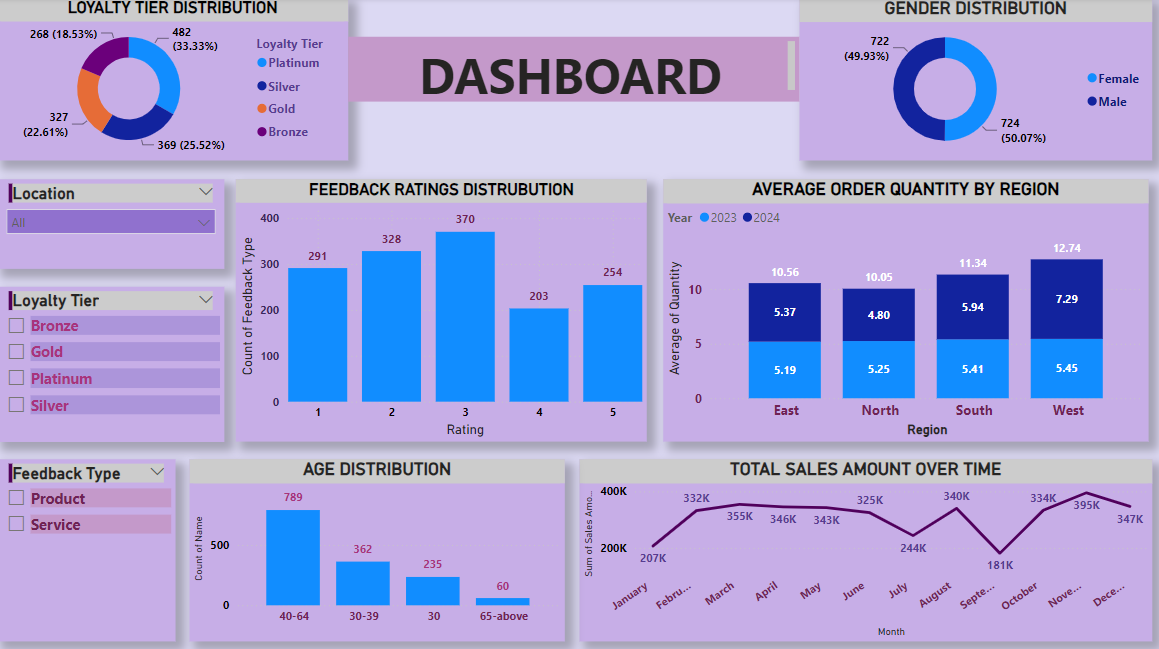 LOYALTY TIER DISTRIBUTION
268 (18.53%)
482
(33.33%)
327
(22.61%)
369 (25.52%)
Loyalty Tier
Platinum
Silver
Gold
Bronze
DASHBOARD
GENDER DISTRIBUTION
722
(49.93%)
724
(50.07%)
Female
Male
Location
All
Loyalty Tier
Bronze
Gold
Platinum
Silver
FEEDBACK RATINGS DISTRUBUTION
Count of Feedback Type
400
300
200
100
0
291
328
370
203
254
1 2 3 4 5
Rating
AVERAGE ORDER QUANTITY BY REGION
Year 2023 2024
Average of Quantity
10
5
0
10.56
10.05
11.34
12.74
5.37
4.80
5.94
7.29
5.19
5.25
5.41
5.45
East North South West
Region
Feedback Type
Product
Service
AGE DISTRIBUTION
Count of Name
500
0
789
362
235
60
40-64 30-39 30 65-above
TOTAL SALES AMOUNT OVER TIME
Sum of Sales Amo...
400K
200K
207K
332K
355K
346K
343K
325K
244K
340K
181K
334K
395K
347K
January Febru... March April May June July August Septe... October Nove... Dece...
Month